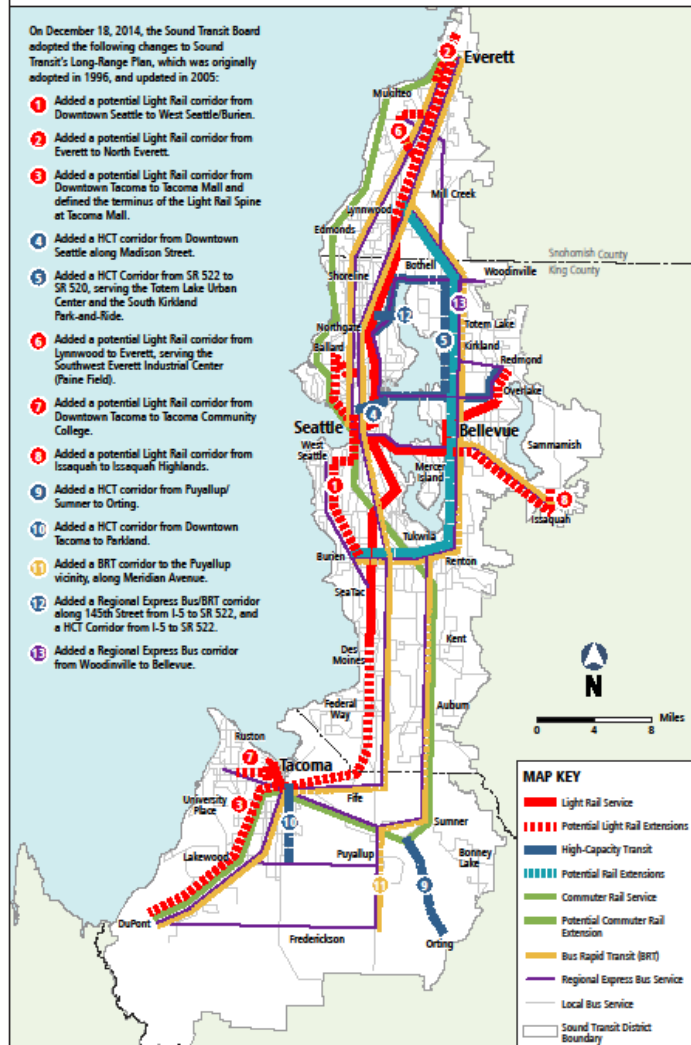 On December 18, 2014, the Sound Transit Board
adopted the following changes to Sound
Transit's Long-Range Plan, which was originally
adopted in 1996, and updated in 2005:
1 Added a potential Light Rail corridor from
Downtown Seattle to West Seattle/Burien.
2 Added a potential Light Rail corridor from
Everett to North Everett.
3 Added a potential Light Rail corridor from
Downtown Tacoma to Tacoma Mall and
defined the terminus of the Light Rail Spine
at Tacoma Mall.
4 Added a HCT corridor from Downtown
Seattle along Madison Street.
5 Added a HCT Corridor from SR 522 to
SR 520, serving the Totem Lake Urban
Center and the South Kirkland
Park-and-Ride.
6 Added a potential Light Rail corridor from
Lynnwood to Everett, serving the
Southwest Everett Industrial Center
(Paine Field).
7 Added a potential Light Rail corridor from
Downtown Tacoma to Tacoma Community
College.
8 Added a potential Light Rail corridor from
Issaquah to Issaquah Highlands.
9 Added a HCT corridor from Puyallup/
Sumner to Orting.
10 Added a HCT corridor from Downtown
Tacoma to Parkland.
11 Added a BRT corridor to the Puyallup
vicinity, along Meridian Avenue.
12 Added a Regional Express Bus/BRT corridor
along 145th Street from I-5 to SR 522, and
a HCT Corridor from I-5 to SR 522.
13 Added a Regional Express Bus corridor
from Woodinville to Bellevue.
2
Everett
Mukilteo
6
Mill Creek
Lynnwood
Edmonds
Snohomish County
King County
Bothell
Woodinville
Shoreline
13
12
Totem Lake
Northgate
5
Kirkland
Ballard
Redmond
Overlake
4
Seattle
Bellevue
West
Seattle
Sammamish
Mercer
Island
1
8
Issaquah
Tukwila
Burien
Renton
SeaTac
Kent
Des
Moines
N
Federal
Way
Auburn
0 4 8 Miles
Ruston
7
Tacoma
University
Place
3
Fife
10
Sumner
Puyallup
Bonney
Lake
Lakewood
11
9
DuPont
Frederickson
Orting
MAP KEY
Light Rail Service
Potential Light Rail Extensions
High-Capacity Transit
Potential Rail Extensions
Commuter Rail Service
Potential Commuter Rail
Extension
Bus Rapid Transit (BRT)
Regional Express Bus Service
Local Bus Service
Sound Transit District
Boundary